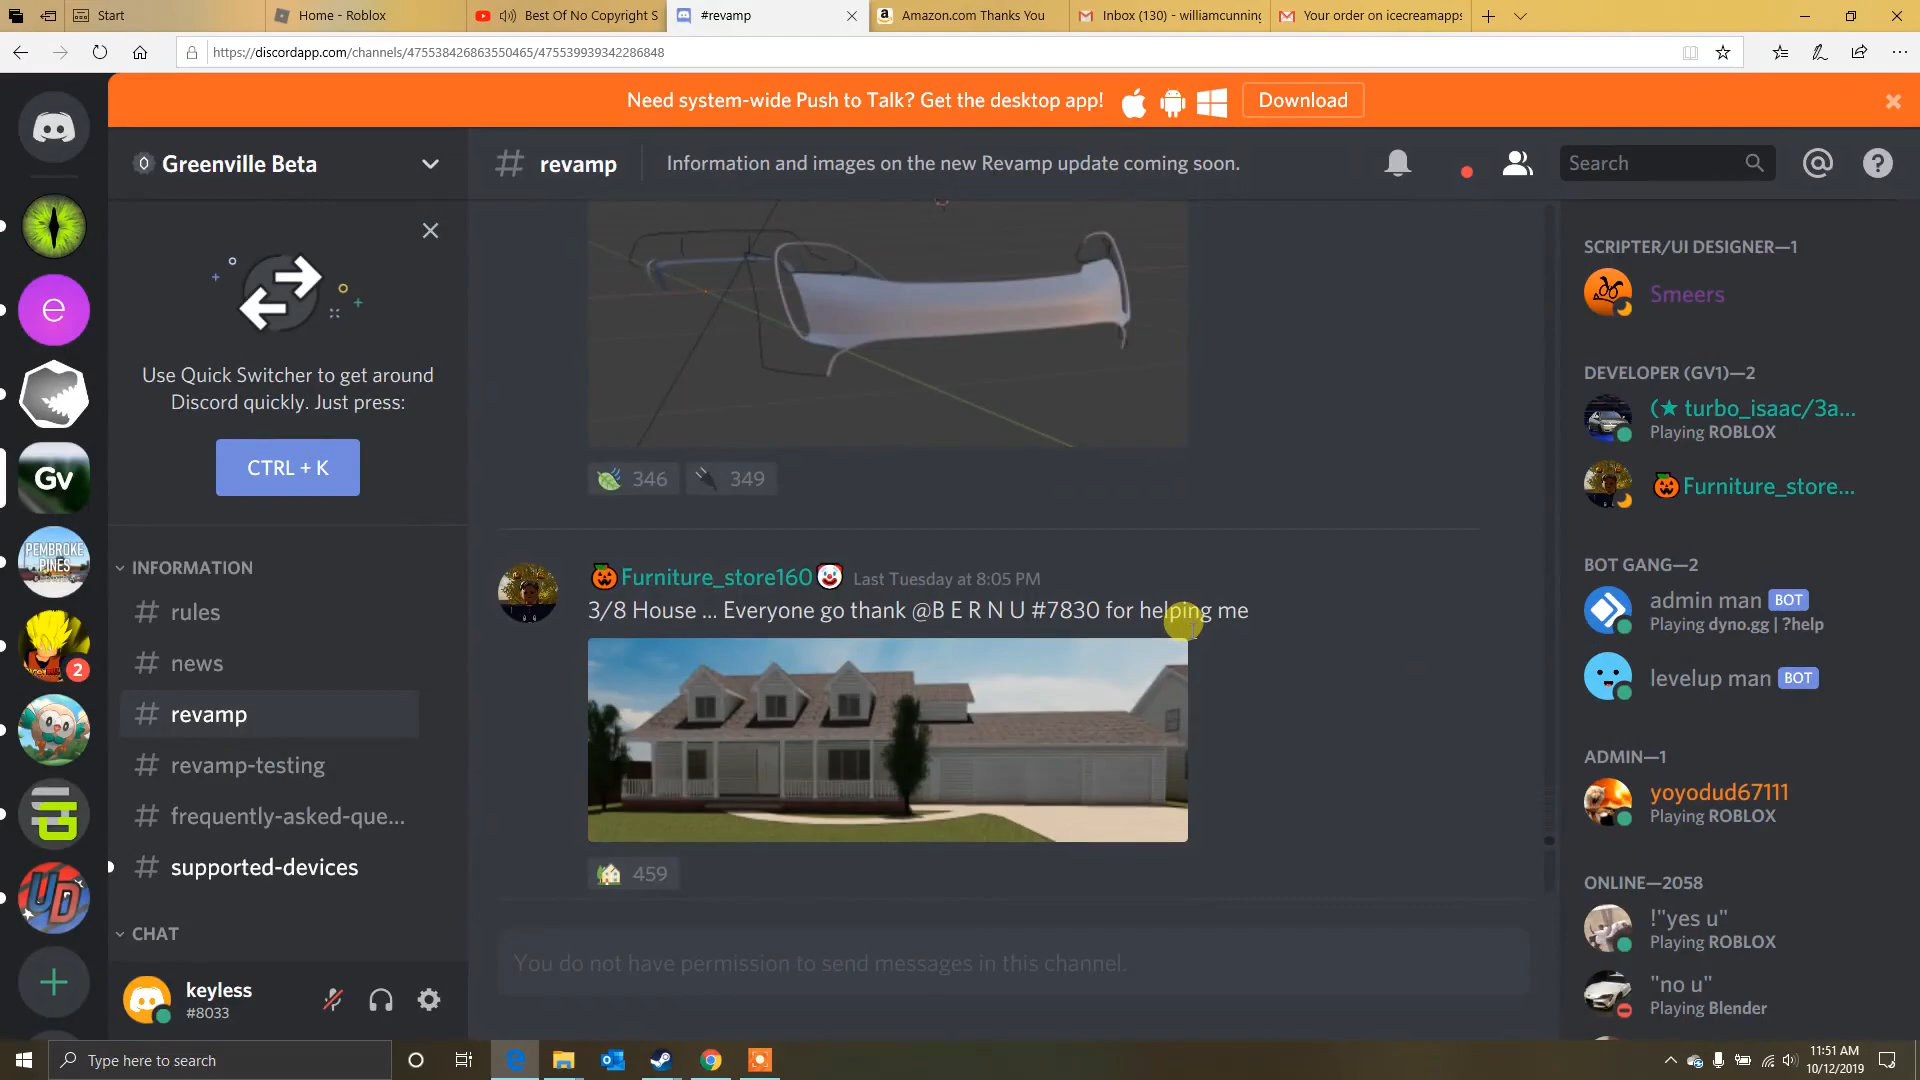 Start
Home - Roblox
Best Of No Copyright S
#revamp
Amazon.com Thanks You
Inbox (130) - williamcunning
Your order on icecreamapps
https://discordapp.com/channels/475538426863550465/475539939342286848
Need system-wide Push to Talk? Get the desktop app!
Download
Greenville Beta
revamp
Information and images on the new Revamp update coming soon.
Search
Use Quick Switcher to get around
Discord quickly. Just press:
CTRL + K
e
Gv
PEMBROKE
PINES
2
UD
INFORMATION
# rules
# news
# revamp
# revamp-testing
# frequently-asked-que...
# supported-devices
CHAT
keyless
#8033
346
349
Furniture_store160 Last Tuesday at 8:05 PM
3/8 House ... Everyone go thank @B E R N U #7830 for helping me
459
You do not have permission to send messages in this channel.
SCRIPTER/UI DESIGNER—1
Smeers
DEVELOPER (GV1)—2
(★ turbo_isaac/3a...
Playing ROBLOX
Furniture_store...
BOT GANG—2
admin man BOT
Playing dyno.gg | ?help
levelup man BOT
ADMIN—1
yoyodud67111
Playing ROBLOX
ONLINE—2058
!"yes u"
Playing ROBLOX
"no u"
Playing Blender
Type here to search
11:51 AM
10/12/2019